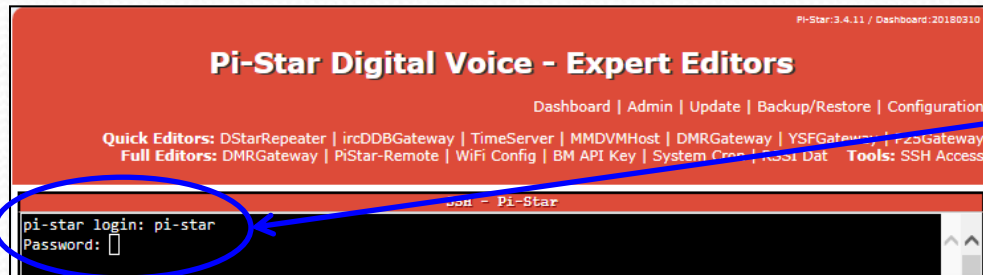 Pi-Star:3.4.11 / Dashboard:20180310
Pi-Star Digital Voice - Expert Editors
Dashboard | Admin | Update | Backup/Restore | Configuration
Quick Editors: DStarRepeater | ircDDBGateway | TimeServer | MMDVMHost | DMRGateway | YSFGateway | P25Gateway
Full Editors: DMRGateway | PiStar-Remote | WiFi Config | BM API Key | System Cron | RSSI Dat Tools: SSH Access
SSH - Pi-Star
pi-star login: pi-star
Password: